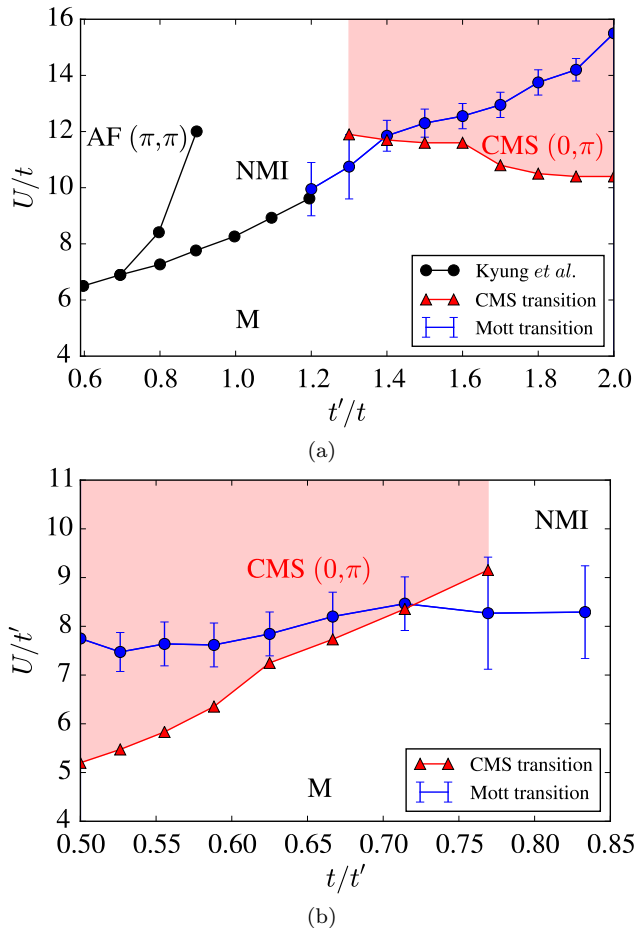 16
14
12
10
8
6
4
U/t
AF (π,π)
NMI
CMS (0,π)
M
Kyung et al.
CMS transition
Mott transition
0.6 0.8 1.0 1.2 1.4 1.6 1.8 2.0
t′/t
(a)
11
10
9
8
7
6
5
4
U/t′
NMI
CMS (0,π)
M
CMS transition
Mott transition
0.50 0.55 0.60 0.65 0.70 0.75 0.80 0.85
t/t′
(b)